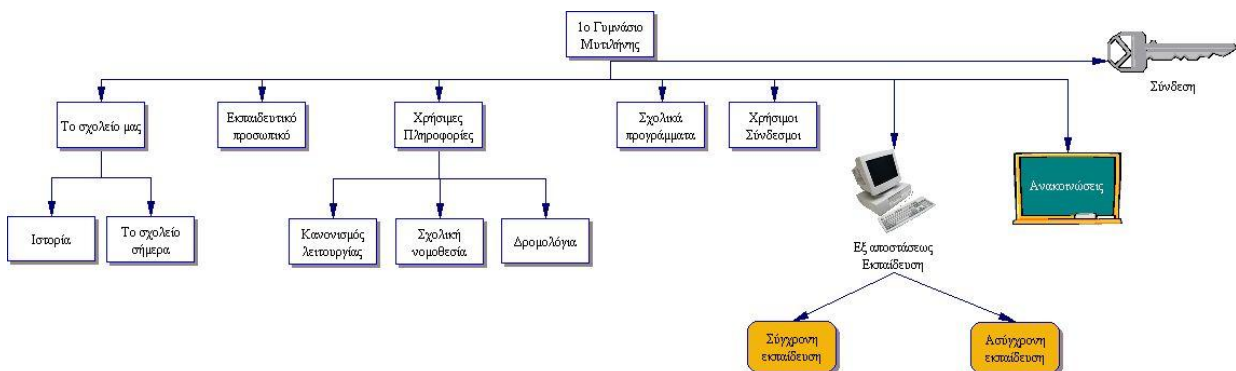 1ο Γυμνάσιο
Μυτιλήνης
Σύνδεση
Το σχολείο μας
Εκπαιδευτικό
προσωπικό
Χρήσιμες
Πληροφορίες
Σχολικά
προγράμματα
Χρήσιμοι
Σύνδεσμοι
Ανακοινώσεις
Ιστορία
Το σχολείο
σήμερα
Κανονισμός
λειτουργίας
Σχολική
νομοθεσία
Δρομολόγια
Εξ αποστάσεως
Εκπαίδευση
Σύγχρονη
εκπαίδευση
Ασύγχρονη
εκπαίδευση